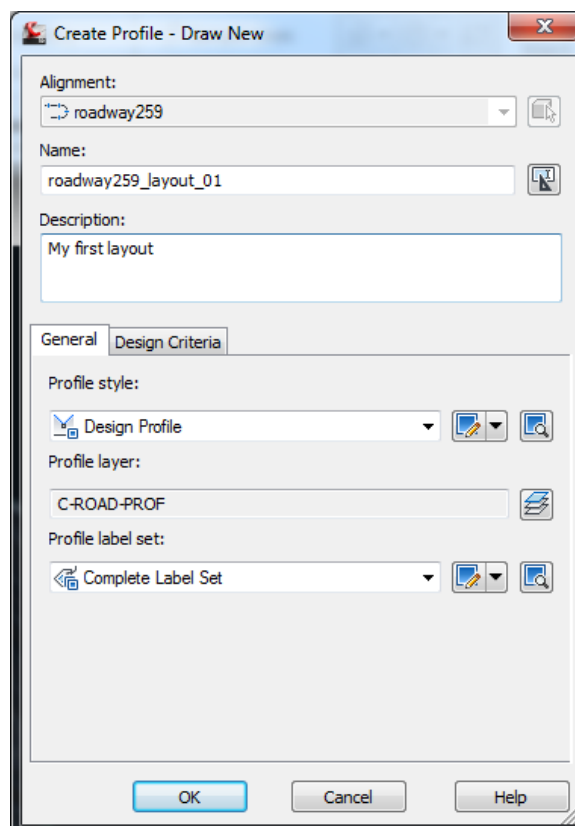 Create Profile - Draw New
Alignment:
roadway259
Name:
roadway259_layout_01
Description:
My first layout
General Design Criteria
Profile style:
Design Profile
Profile layer:
C-ROAD-PROF
Profile label set:
Complete Label Set
OK Cancel Help